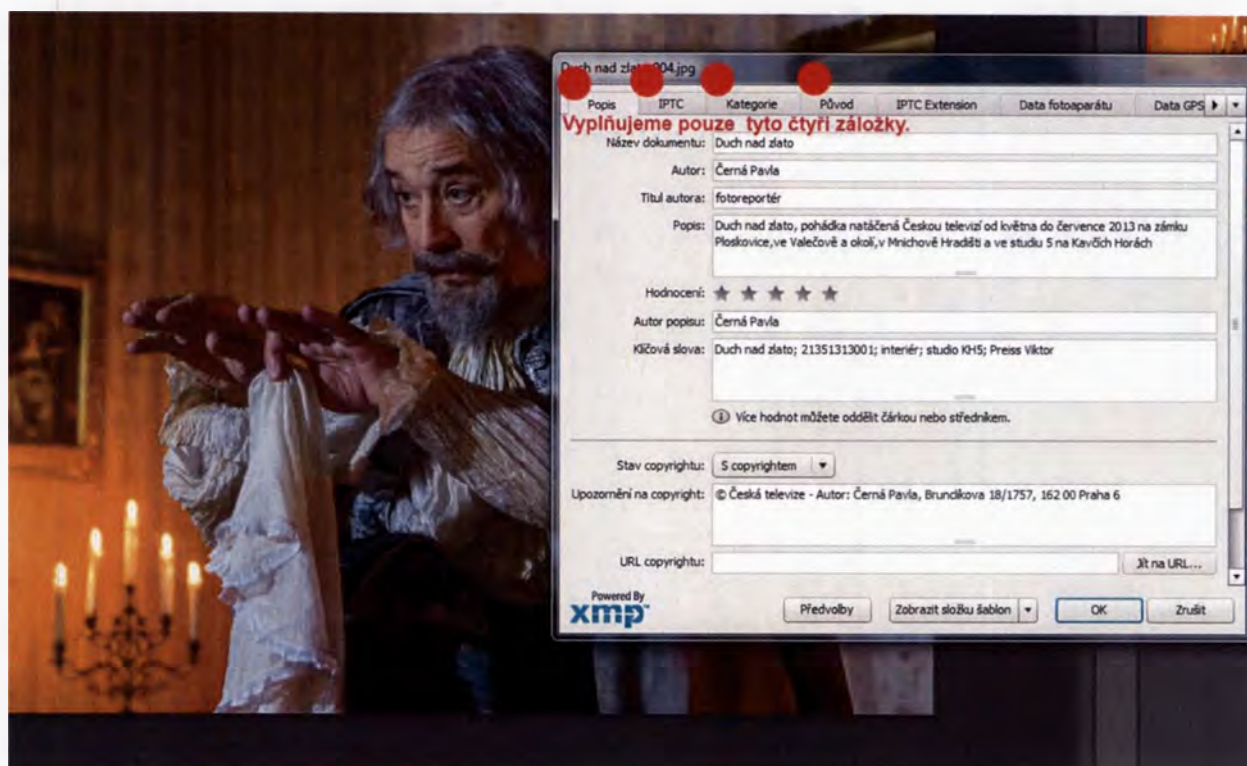 Duch nad zlato004.jpg
Popis IPTC Kategorie Původ IPTC Extension Data fotoaparátu Data GPS
Vyplňujeme pouze tyto čtyři záložky.
Název dokumentu: Duch nad zlato
Autor: Černá Pavla
Titul autora: fotoreportér
Popis: Duch nad zlato, pohádka natáčená Českou televizí od května do července 2013 na zámku
Ploskovice,ve Valečově a okolí,v Mnichově Hradišti a ve studiu 5 na Kavčích Horách
Hodnocení:
Autor popisu: Černá Pavla
Klíčová slova: Duch nad zlato; 21351313001; interiér; studio KH5; Preiss Viktor
Více hodnot můžete oddělit čárkou nebo středníkem.
Stav copyrightu: S copyrightem
Upozornění na copyright: © Česká televize - Autor: Černá Pavla, Brunclíkova 18/1757, 162 00 Praha 6
URL copyrightu: Jít na URL...
Powered By
xmp
Předvolby Zobrazit složku šablon OK Zrušit